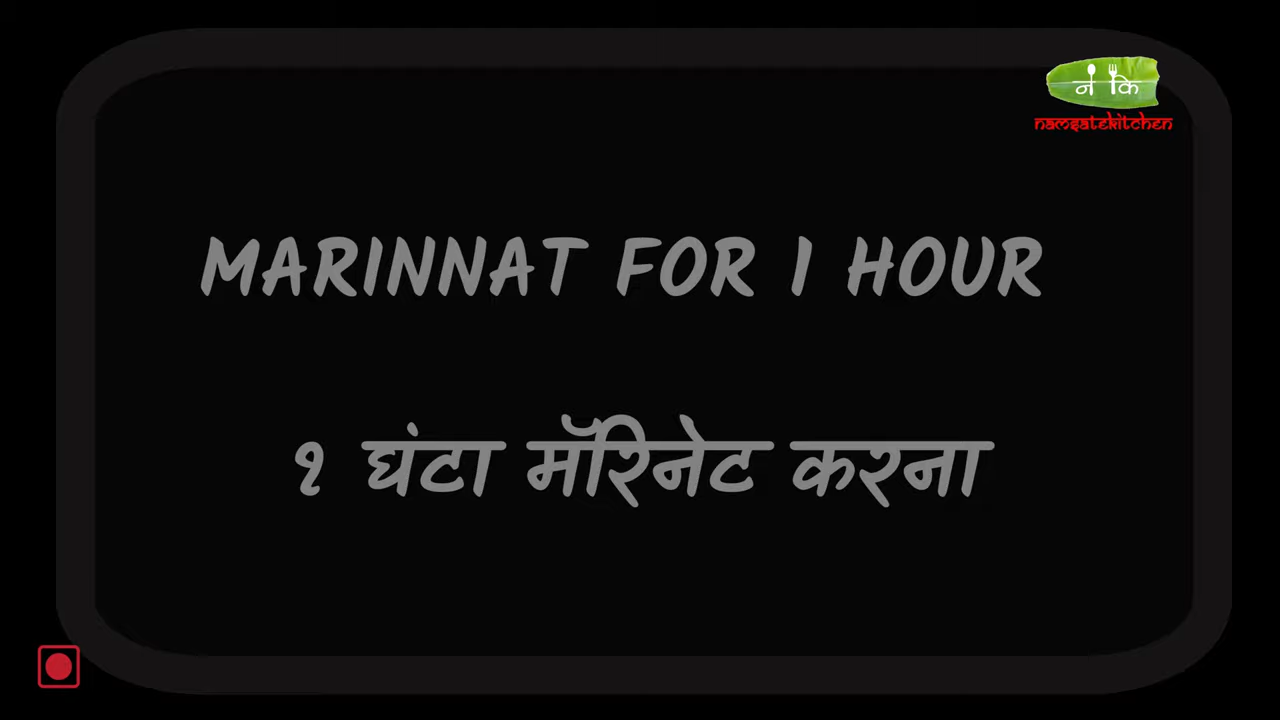 न कि
namsatekitchen
MARINNAT FOR 1 HOUR
१ घंटा मॅरिनेट करना